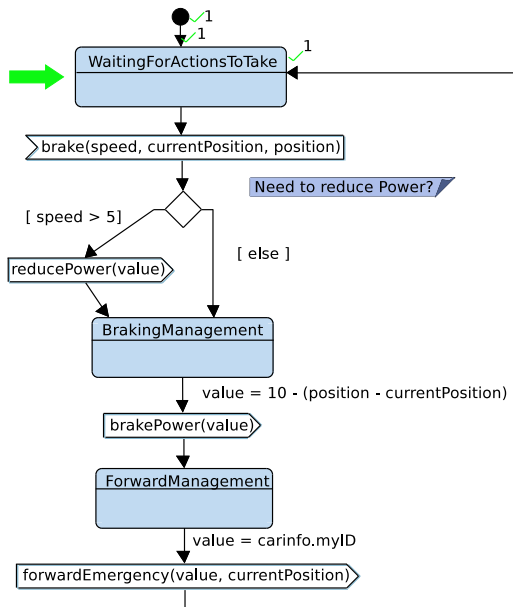 1
1
1
WaitingForActionsToTake
brake(speed, currentPosition, position)
Need to reduce Power?
[ speed > 5]
[ else ]
reducePower(value)
BrakingManagement
value = 10 - (position - currentPosition)
brakePower(value)
ForwardManagement
value = carinfo.myID
forwardEmergency(value, currentPosition)